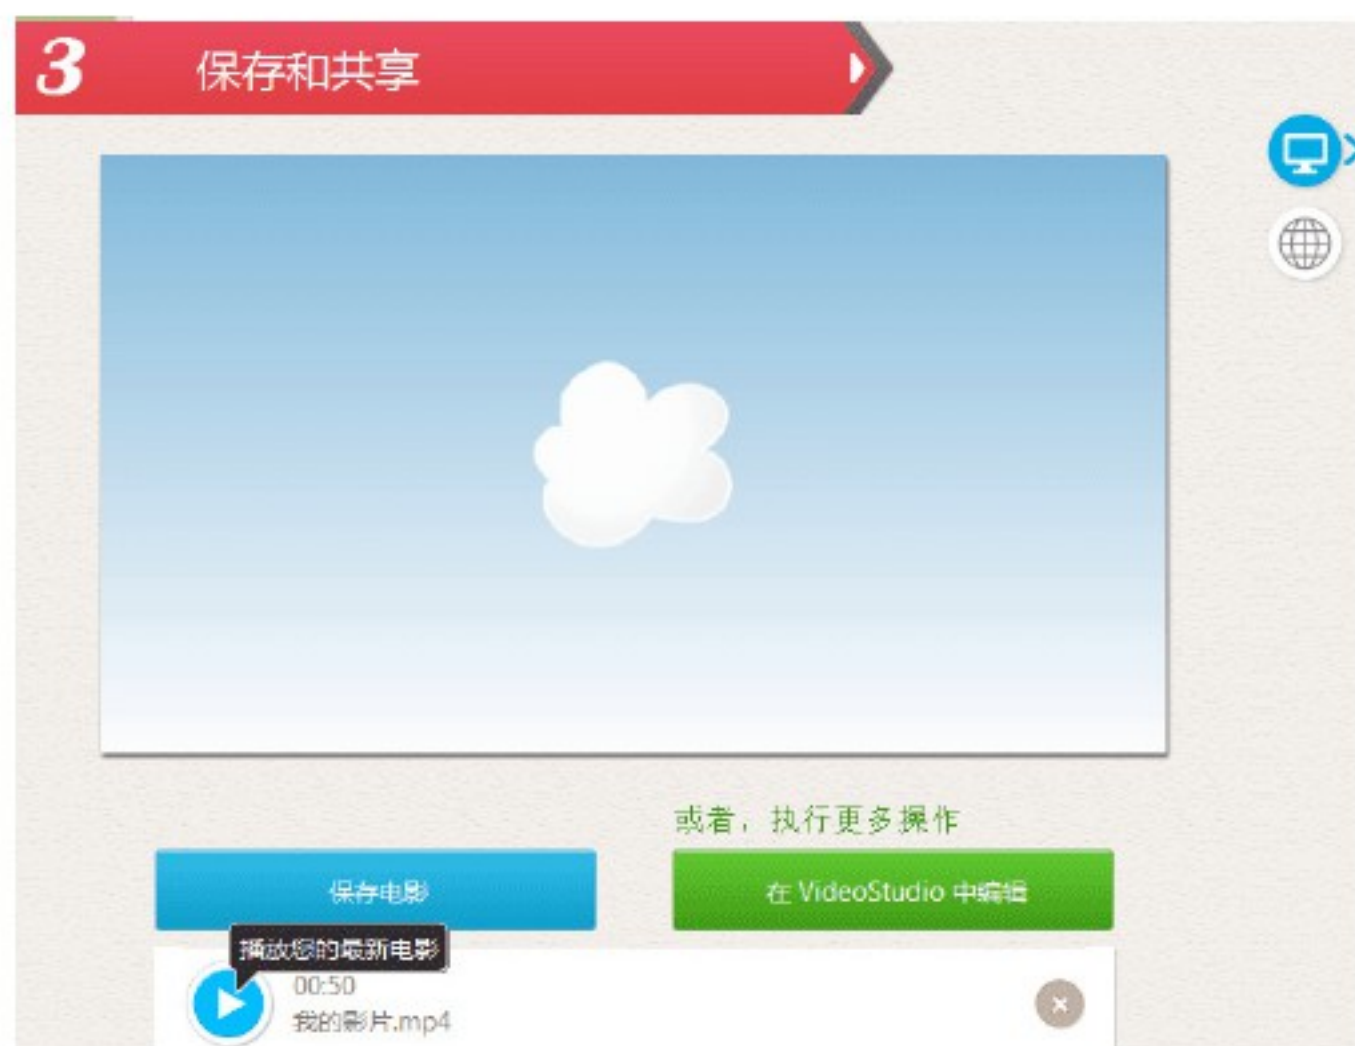 3 保存和共享
或者，执行更多操作
保存电影
在 VideoStudio 中编辑
播放您的最新电影
00:50
我的影片.mp4